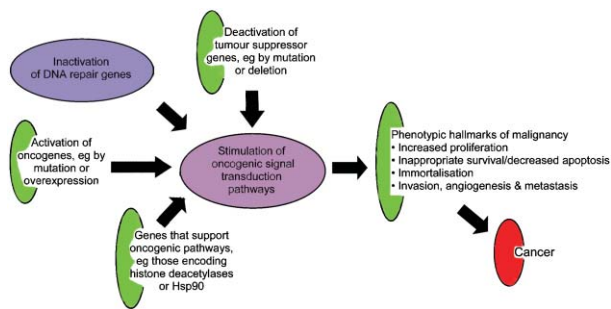 Inactivation
of DNA repair genes
Deactivation of
tumour suppressor
genes, eg by mutation
or deletion
Activation of
oncogenes, eg by
mutation or
overexpression
Stimulation of
oncogenic signal
transduction
pathways
Phenotypic hallmarks of malignancy
• Increased proliferation
• Inappropriate survival/decreased apoptosis
• Immortalisation
• Invasion, angiogenesis & metastasis
Genes that support
oncogenic pathways,
eg those encoding
histone deacetylases
or Hsp90
Cancer